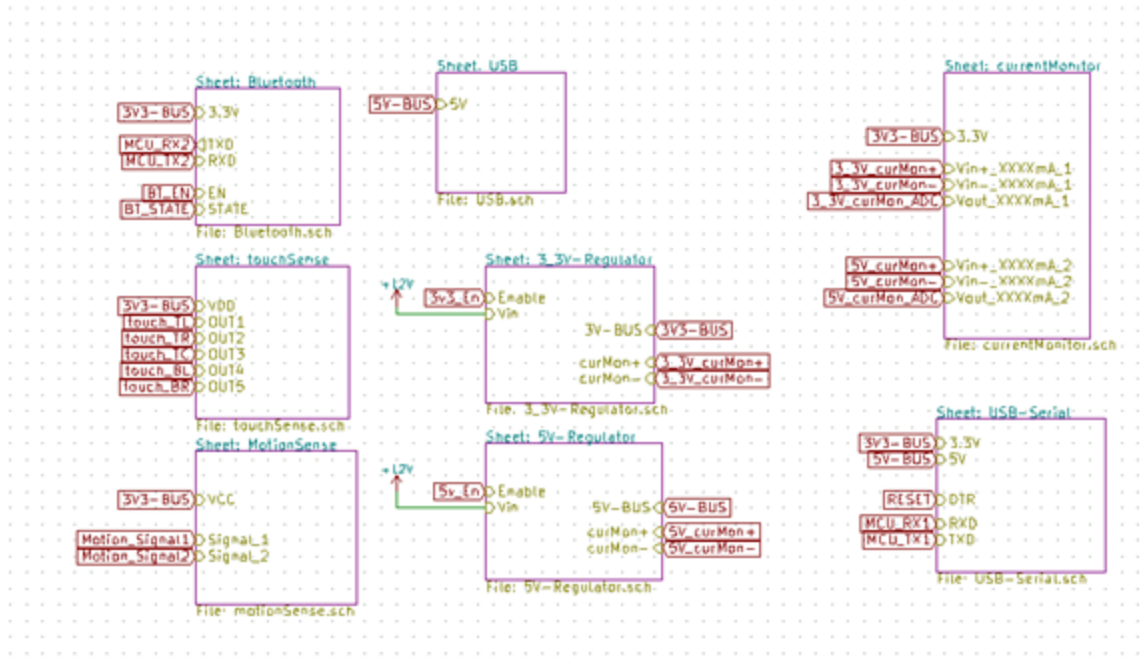 Sheet: Bluetooth
3V3-BUS 3.3V
MCU_RX2 TXD
MCU_TX2 RXD
BT_EN EN
BT_STATE STATE
File: Bluetooth.sch
Sheet: USB
5V-BUS 5V
File: USB.sch
Sheet: currentMonitor
3V3-BUS 3.3V
3_3V_curMon+ Vin+_XXXXmA_1
3_3V_curMon- Vin-_XXXXmA_1
3_3V_curMon_ADC Vout_XXXXmA_1
5V_curMon+ Vin+_XXXXmA_2
5V_curMon- Vin-_XXXXmA_2
5V_curMon_ADC Vout_XXXXmA_2
File: currentMonitor.sch
Sheet: touchSense
3V3-BUS VDD
touch_TL OUT1
touch_TR OUT2
touch_TC OUT3
touch_BL OUT4
touch_BR OUT5
File: touchSense.sch
Sheet: 3_3V-Regulator
+12V
3v3_En Enable
Vin
3V-BUS 3V3-BUS
curMon+ 3_3V_curMon+
curMon- 3_3V_curMon-
File: 3_3V-Regulator.sch
Sheet: MotionSense
3V3-BUS VCC
Motion_Signal1 Signal_1
Motion_Signal2 Signal_2
File: motionSense.sch
Sheet: 5V-Regulator
+12V
5v_En Enable
Vin
5V-BUS 5V-BUS
curMon+ 5V_curMon+
curMon- 5V_curMon-
File: 5V-Regulator.sch
Sheet: USB-Serial
3V3-BUS 3.3V
5V-BUS 5V
RESET DTR
MCU_RX1 RXD
MCU_TX1 TXD
File: USB-Serial.sch